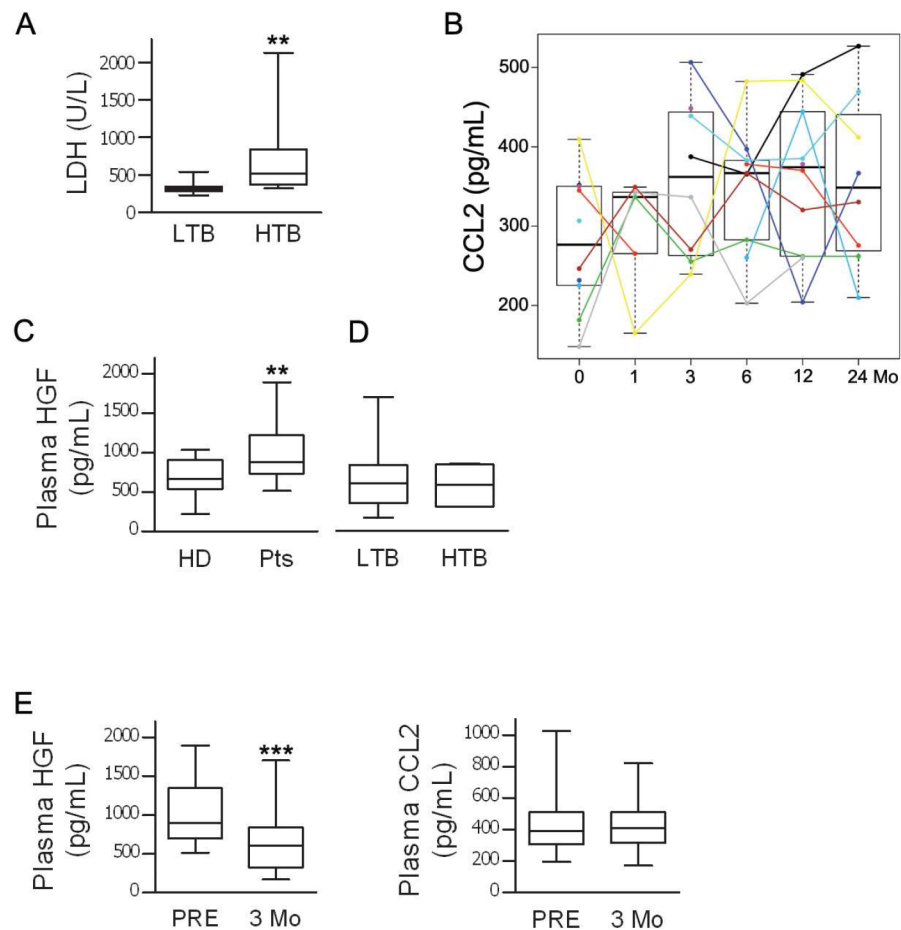 A
LDH (U/L)
2000
1500
1000
500
0
**
LTB HTB
B
CCL2 (pg/mL)
500
400
300
200
0 1 3 6 12 24 Mo
C
Plasma HGF
(pg/mL)
2000
1500
1000
500
0
**
HD Pts
D
LTB HTB
E
Plasma HGF
(pg/mL)
2000
1500
1000
500
0
***
PRE 3 Mo
Plasma CCL2
(pg/mL)
1000
800
600
400
200
0
PRE 3 Mo